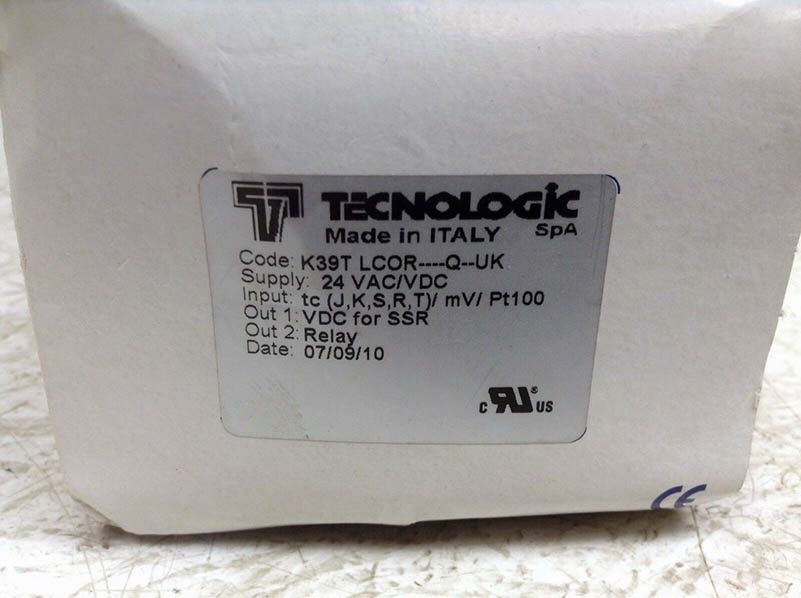 TECNOLOGIC
SpA
Made in ITALY
Code: K39T LCOR----Q--UK
Supply: 24 VAC/VDC
Input: tc (J,K,S,R,T)/ mV/ Pt100
Out 1: VDC for SSR
Out 2: Relay
Date: 07/09/10
c RU ® US
CE